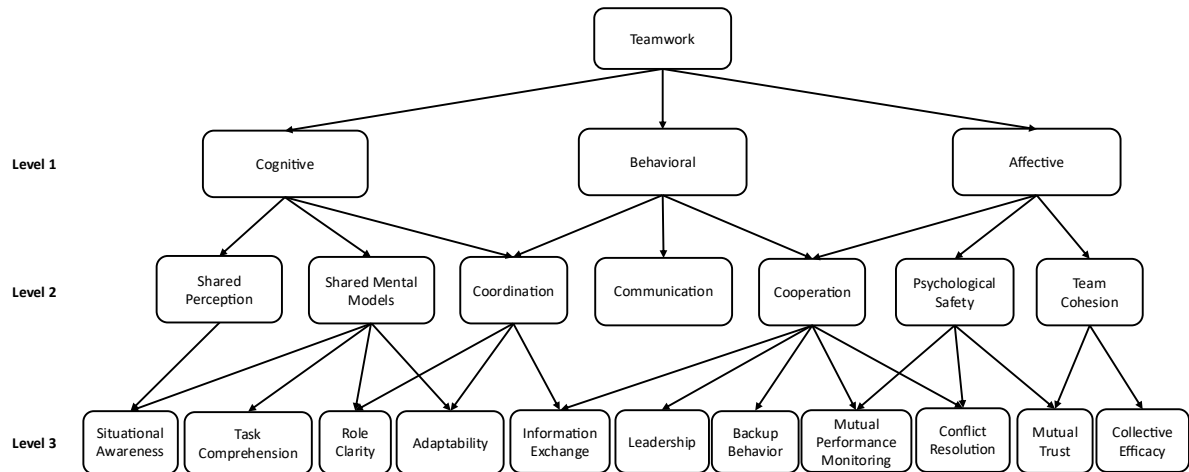 Teamwork
Level 1
Cognitive
Behavioral
Affective
Level 2
Shared
Perception
Shared Mental
Models
Coordination
Communication
Cooperation
Psychological
Safety
Team
Cohesion
Level 3
Situational
Awareness
Task
Comprehension
Role
Clarity
Adaptability
Information
Exchange
Leadership
Backup
Behavior
Mutual
Performance
Monitoring
Conflict
Resolution
Mutual
Trust
Collective
Efficacy